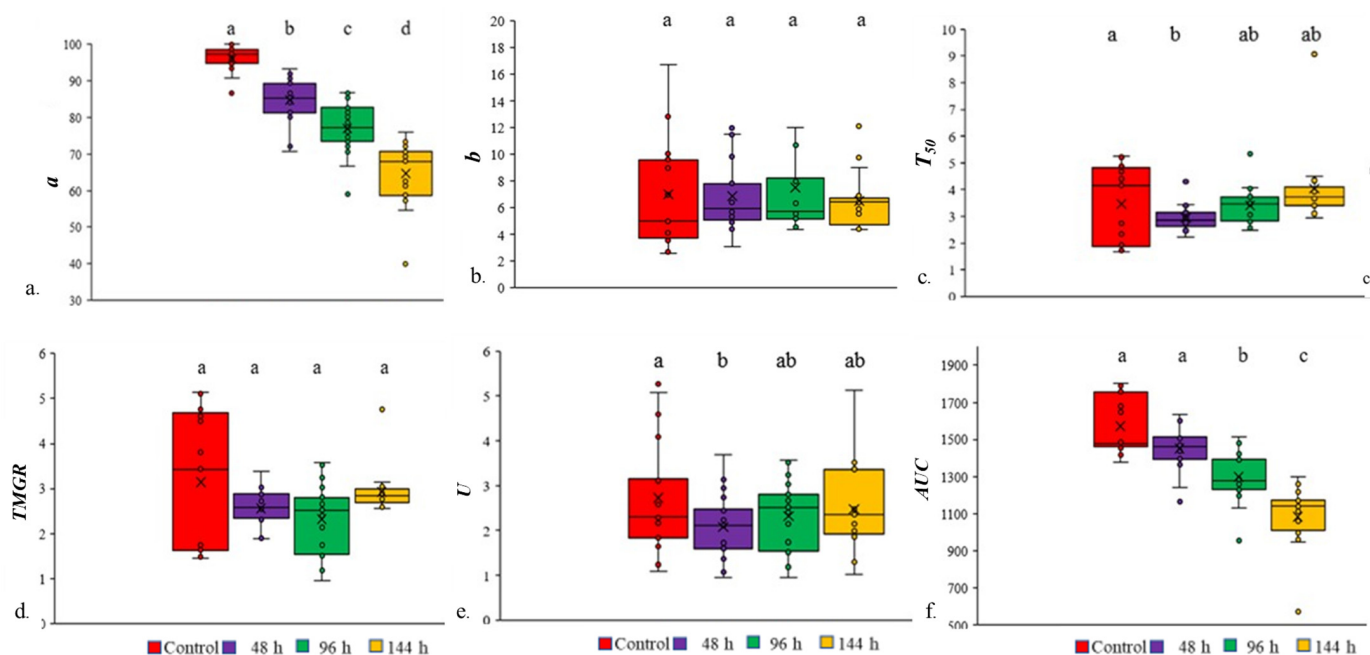 a b c d
100
90
80
70
60
50
40
30
a
a.
a a a a
20
18
16
14
12
10
8
6
4
2
0
b
b.
a b ab ab
10
9
8
7
6
5
4
3
2
1
0
T50
c.
c
a a a a
6
5
4
3
2
1
TMGR
d.
Control 48 h 96 h 144 h
a b ab ab
6
5
4
3
2
1
0
U
e.
Control 48 h 96 h 144 h
a a b c
1900
1700
1500
1300
1100
900
700
500
AUC
f.
Control 48 h 96 h 144 h